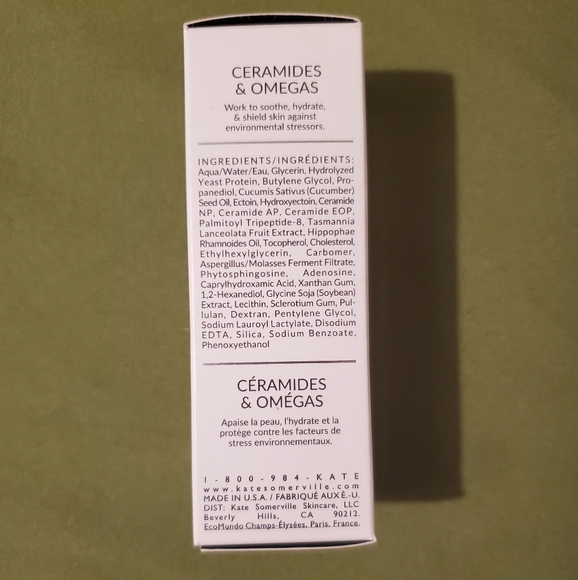 CERAMIDES
& OMEGAS
Work to soothe, hydrate,
& shield skin against
environmental stressors.
INGREDIENTS/INGRÉDIENTS:
Aqua/Water/Eau, Glycerin, Hydrolyzed
Yeast Protein, Butylene Glycol, Pro-
panediol, Cucumis Sativus (Cucumber)
Seed Oil, Ectoin, Hydroxyectoin, Ceramide
NP, Ceramide AP, Ceramide EOP,
Palmitoyl Tripeptide-8, Tasmannia
Lanceolata Fruit Extract, Hippophae
Rhamnoides Oil, Tocopherol, Cholesterol,
Ethylhexylglycerin, Carbomer,
Aspergillus/Molasses Ferment Filtrate,
Phytosphingosine, Adenosine,
Caprylhydroxamic Acid, Xanthan Gum,
1,2-Hexanediol, Glycine Soja (Soybean)
Extract, Lecithin, Sclerotium Gum, Pul-
lulan, Dextran, Pentylene Glycol,
Sodium Lauroyl Lactylate, Disodium
EDTA, Silica, Sodium Benzoate,
Phenoxyethanol
CÉRAMIDES
& OMÉGAS
Apaise la peau, l'hydrate et la
protège contre les facteurs de
stress environnementaux.
1-800-984-KATE
www.katesomerville.com
MADE IN U.S.A. / FABRIQUÉ AUX É.-U.
DIST: Kate Somerville Skincare, LLC
Beverly Hills, CA 90212.
EcoMundo Champs-Élysées, Paris, France.